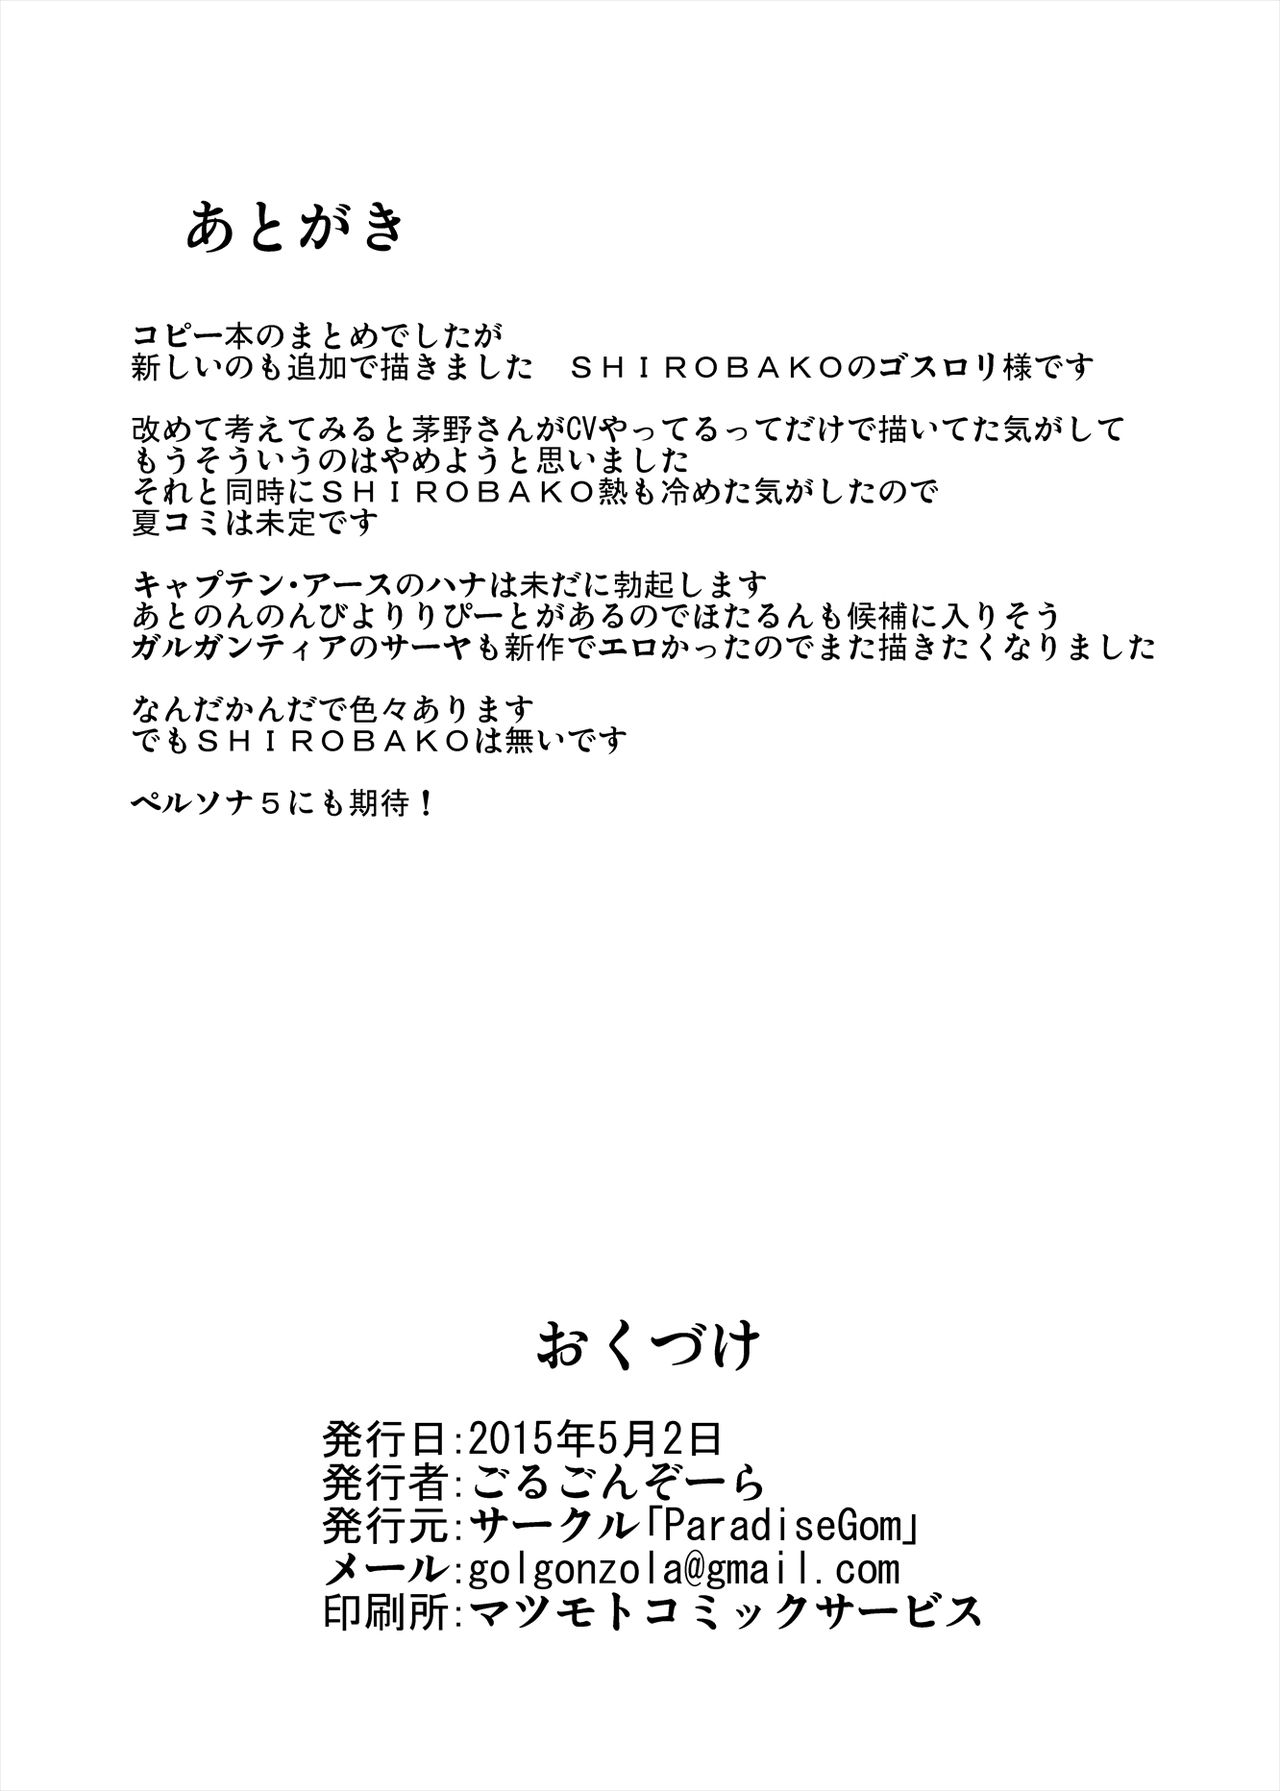 あとがき
コピー本のまとめでしたが
新しいのも追加で描きました　ＳＨＩＲＯＢＡＫＯのゴスロリ様です
改めて考えてみると茅野さんがCVやってるってだけで描いてた気がして
もうそういうのはやめようと思いました
それと同時にＳＨＩＲＯＢＡＫＯ熱も冷めた気がしたので
夏コミは未定です
キャプテン・アースのハナは未だに勃起します
あとのんのんびよりりぴーとがあるのでほたるんも候補に入りそう
ガルガンティアのサーヤも新作でエロかったのでまた描きたくなりました
なんだかんだで色々あります
でもＳＨＩＲＯＢＡＫＯは無いです
ペルソナ５にも期待！
おくづけ
発行日:2015年5月2日
発行者:ごるごんぞーら
発行元:サークル「ParadiseGom」
メール:golgonzola@gmail.com
印刷所:マツモトコミックサービス